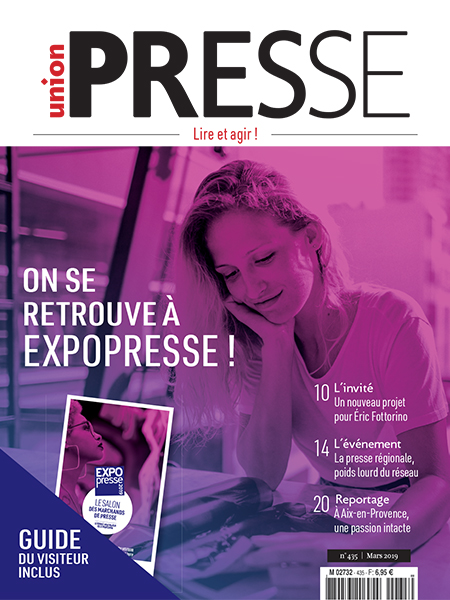 union
PRESSE
Lire et agir !
ON SE
RETROUVE À
EXPOPRESSE !
10 L'invité
Un nouveau projet
pour Éric Fottorino
14 L'événement
La presse régionale,
poids lourd du réseau
20 Reportage
À Aix-en-Provence,
une passion intacte
EXPO
presse2019
LE SALON
DES MARCHANDS
DE PRESSE
GUIDE
DU VISITEUR
INCLUS
n°435 | Mars 2019
M 02732 - 435 - F: 6,95 €